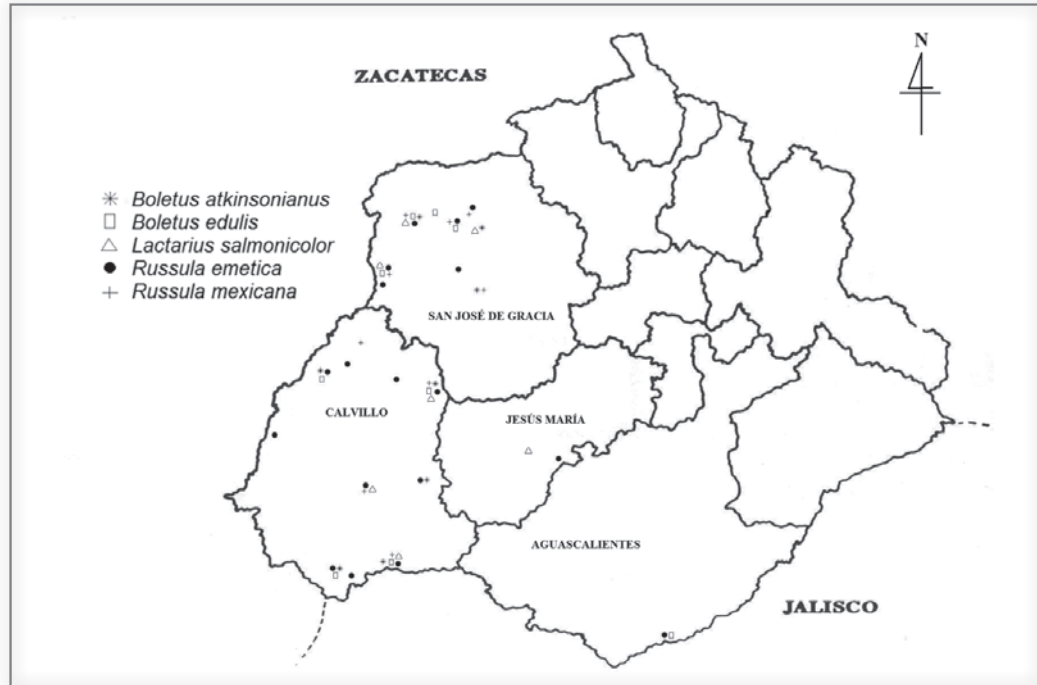 ZACATECAS
N
Boletus atkinsonianus
Boletus edulis
Lactarius salmonicolor
Russula emetica
Russula mexicana
SAN JOSÉ DE GRACIA
CALVILLO
JESÚS MARÍA
AGUASCALIENTES
JALISCO